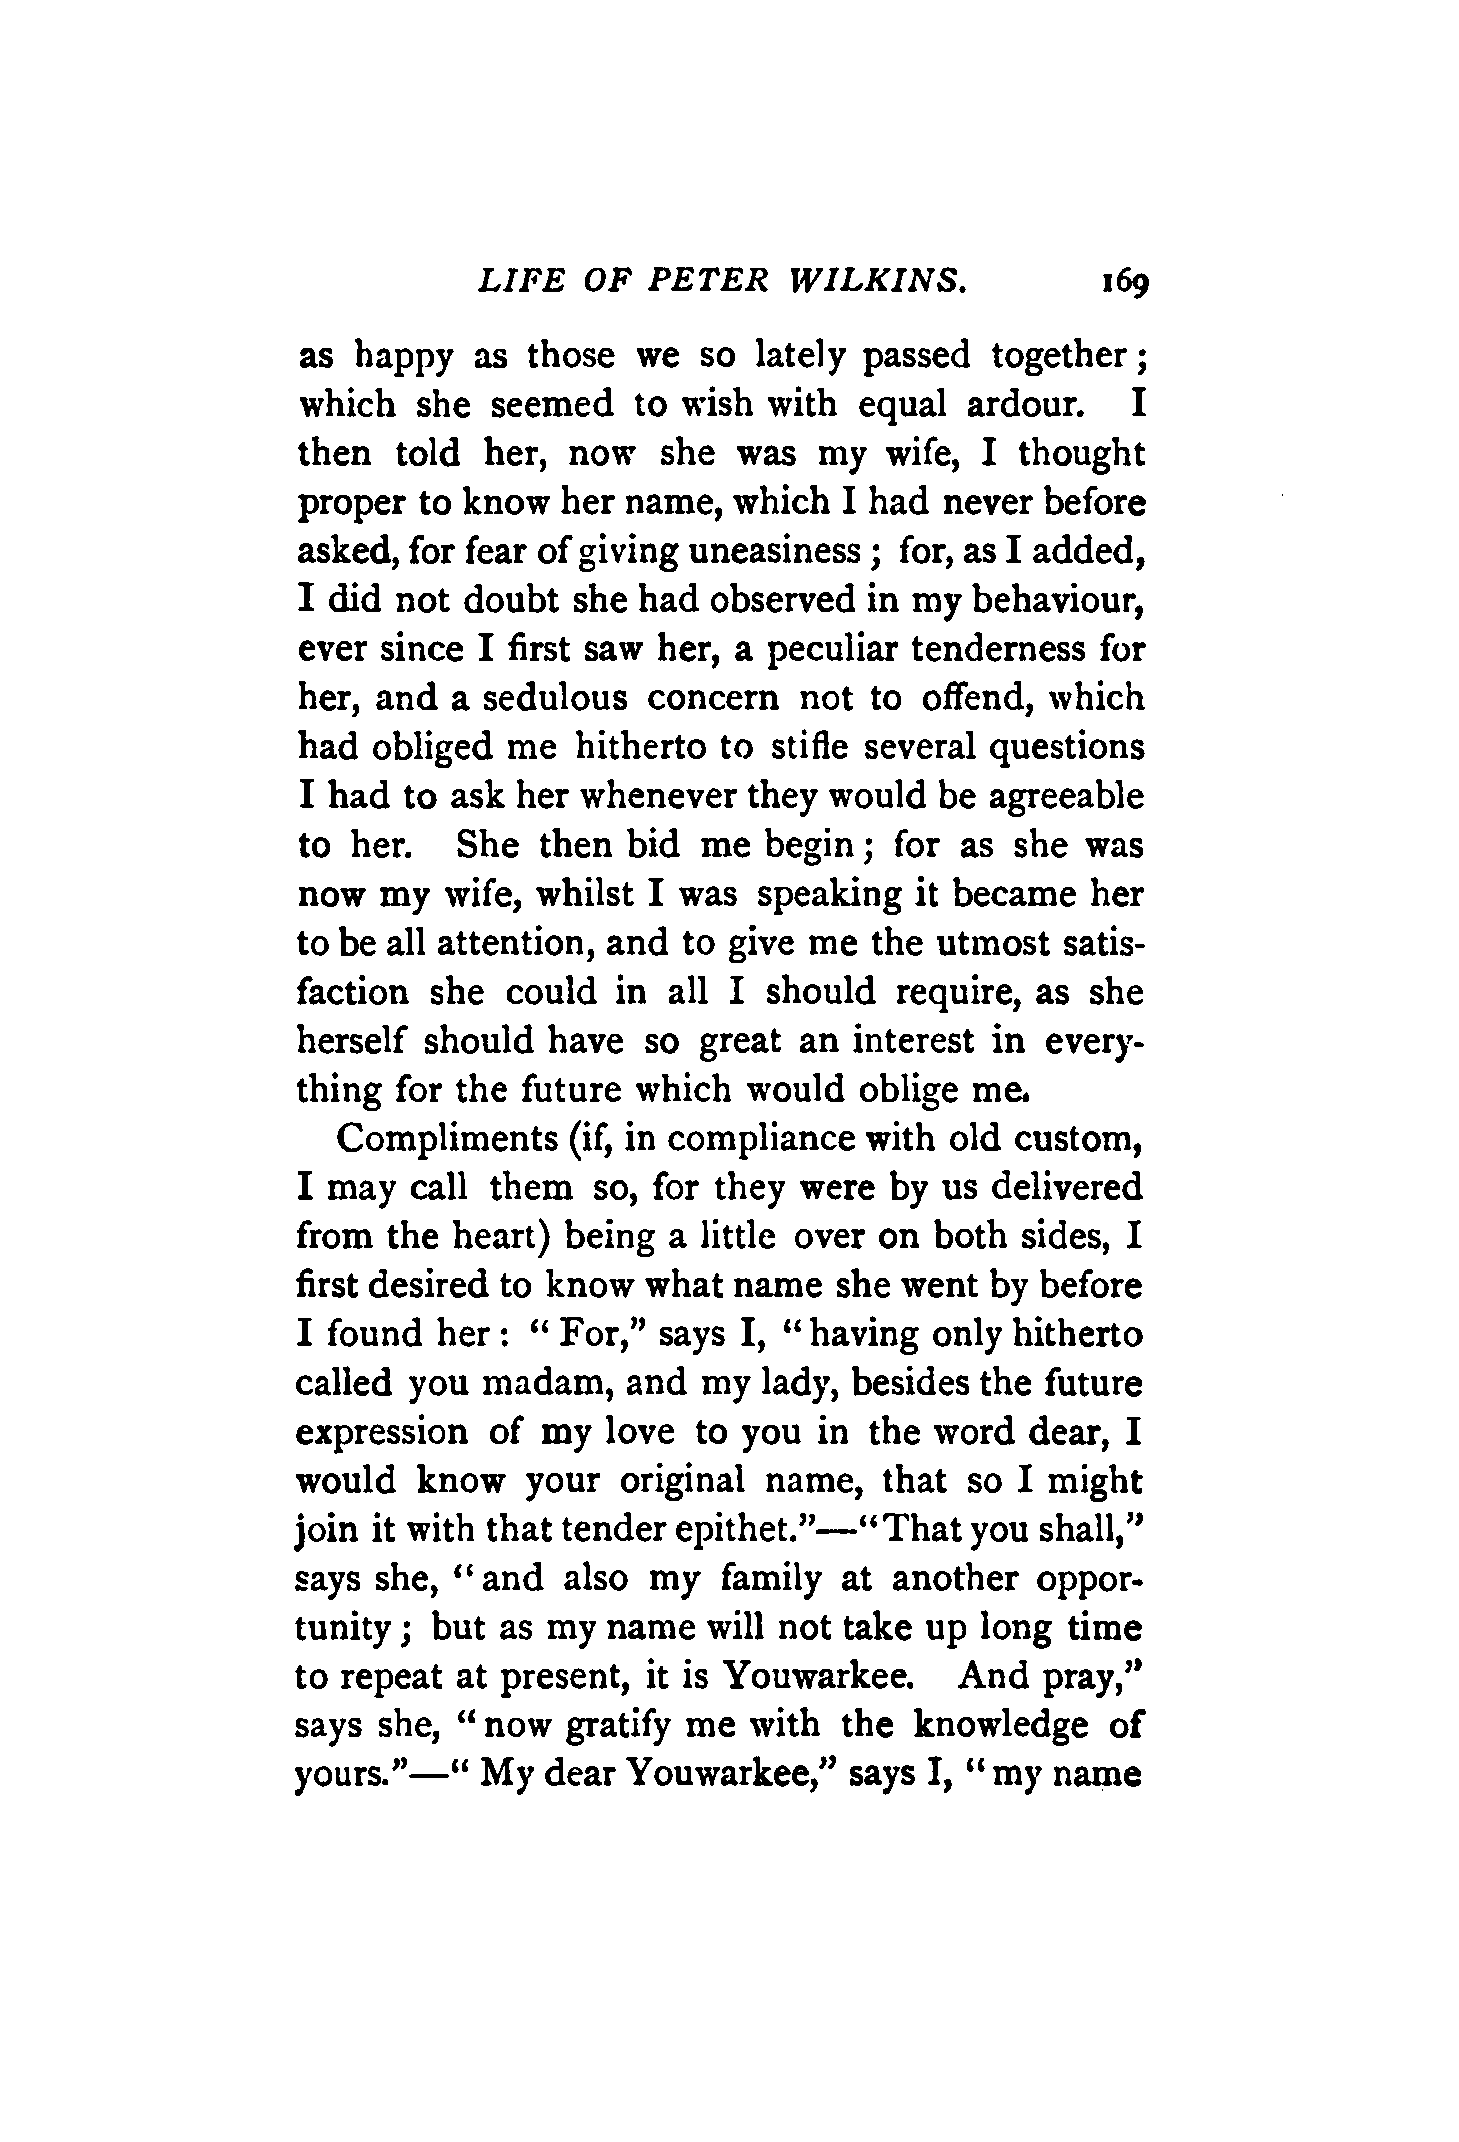 LIFE OF PETER WILKINS. 169
as happy as those we so lately passed together;
which she seemed to wish with equal ardour. I
then told her, now she was my wife, I thought
proper to know her name, which I had never before
asked, for fear of giving uneasiness; for, as I added,
I did not doubt she had observed in my behaviour,
ever since I first saw her, a peculiar tenderness for
her, and a sedulous concern not to offend, which
had obliged me hitherto to stifle several questions
I had to ask her whenever they would be agreeable
to her. She then bid me begin; for as she was
now my wife, whilst I was speaking it became her
to be all attention, and to give me the utmost satis-
faction she could in all I should require, as she
herself should have so great an interest in every-
thing for the future which would oblige me.
Compliments (if, in compliance with old custom,
I may call them so, for they were by us delivered
from the heart) being a little over on both sides, I
first desired to know what name she went by before
I found her: “For,” says I, “having only hitherto
called you madam, and my lady, besides the future
expression of my love to you in the word dear, I
would know your original name, that so I might
join it with that tender epithet.”—“That you shall,”
says she, “and also my family at another oppor-
tunity; but as my name will not take up long time
to repeat at present, it is Youwarkee. And pray,”
says she, “now gratify me with the knowledge of
yours.”—“My dear Youwarkee,” says I, “my name